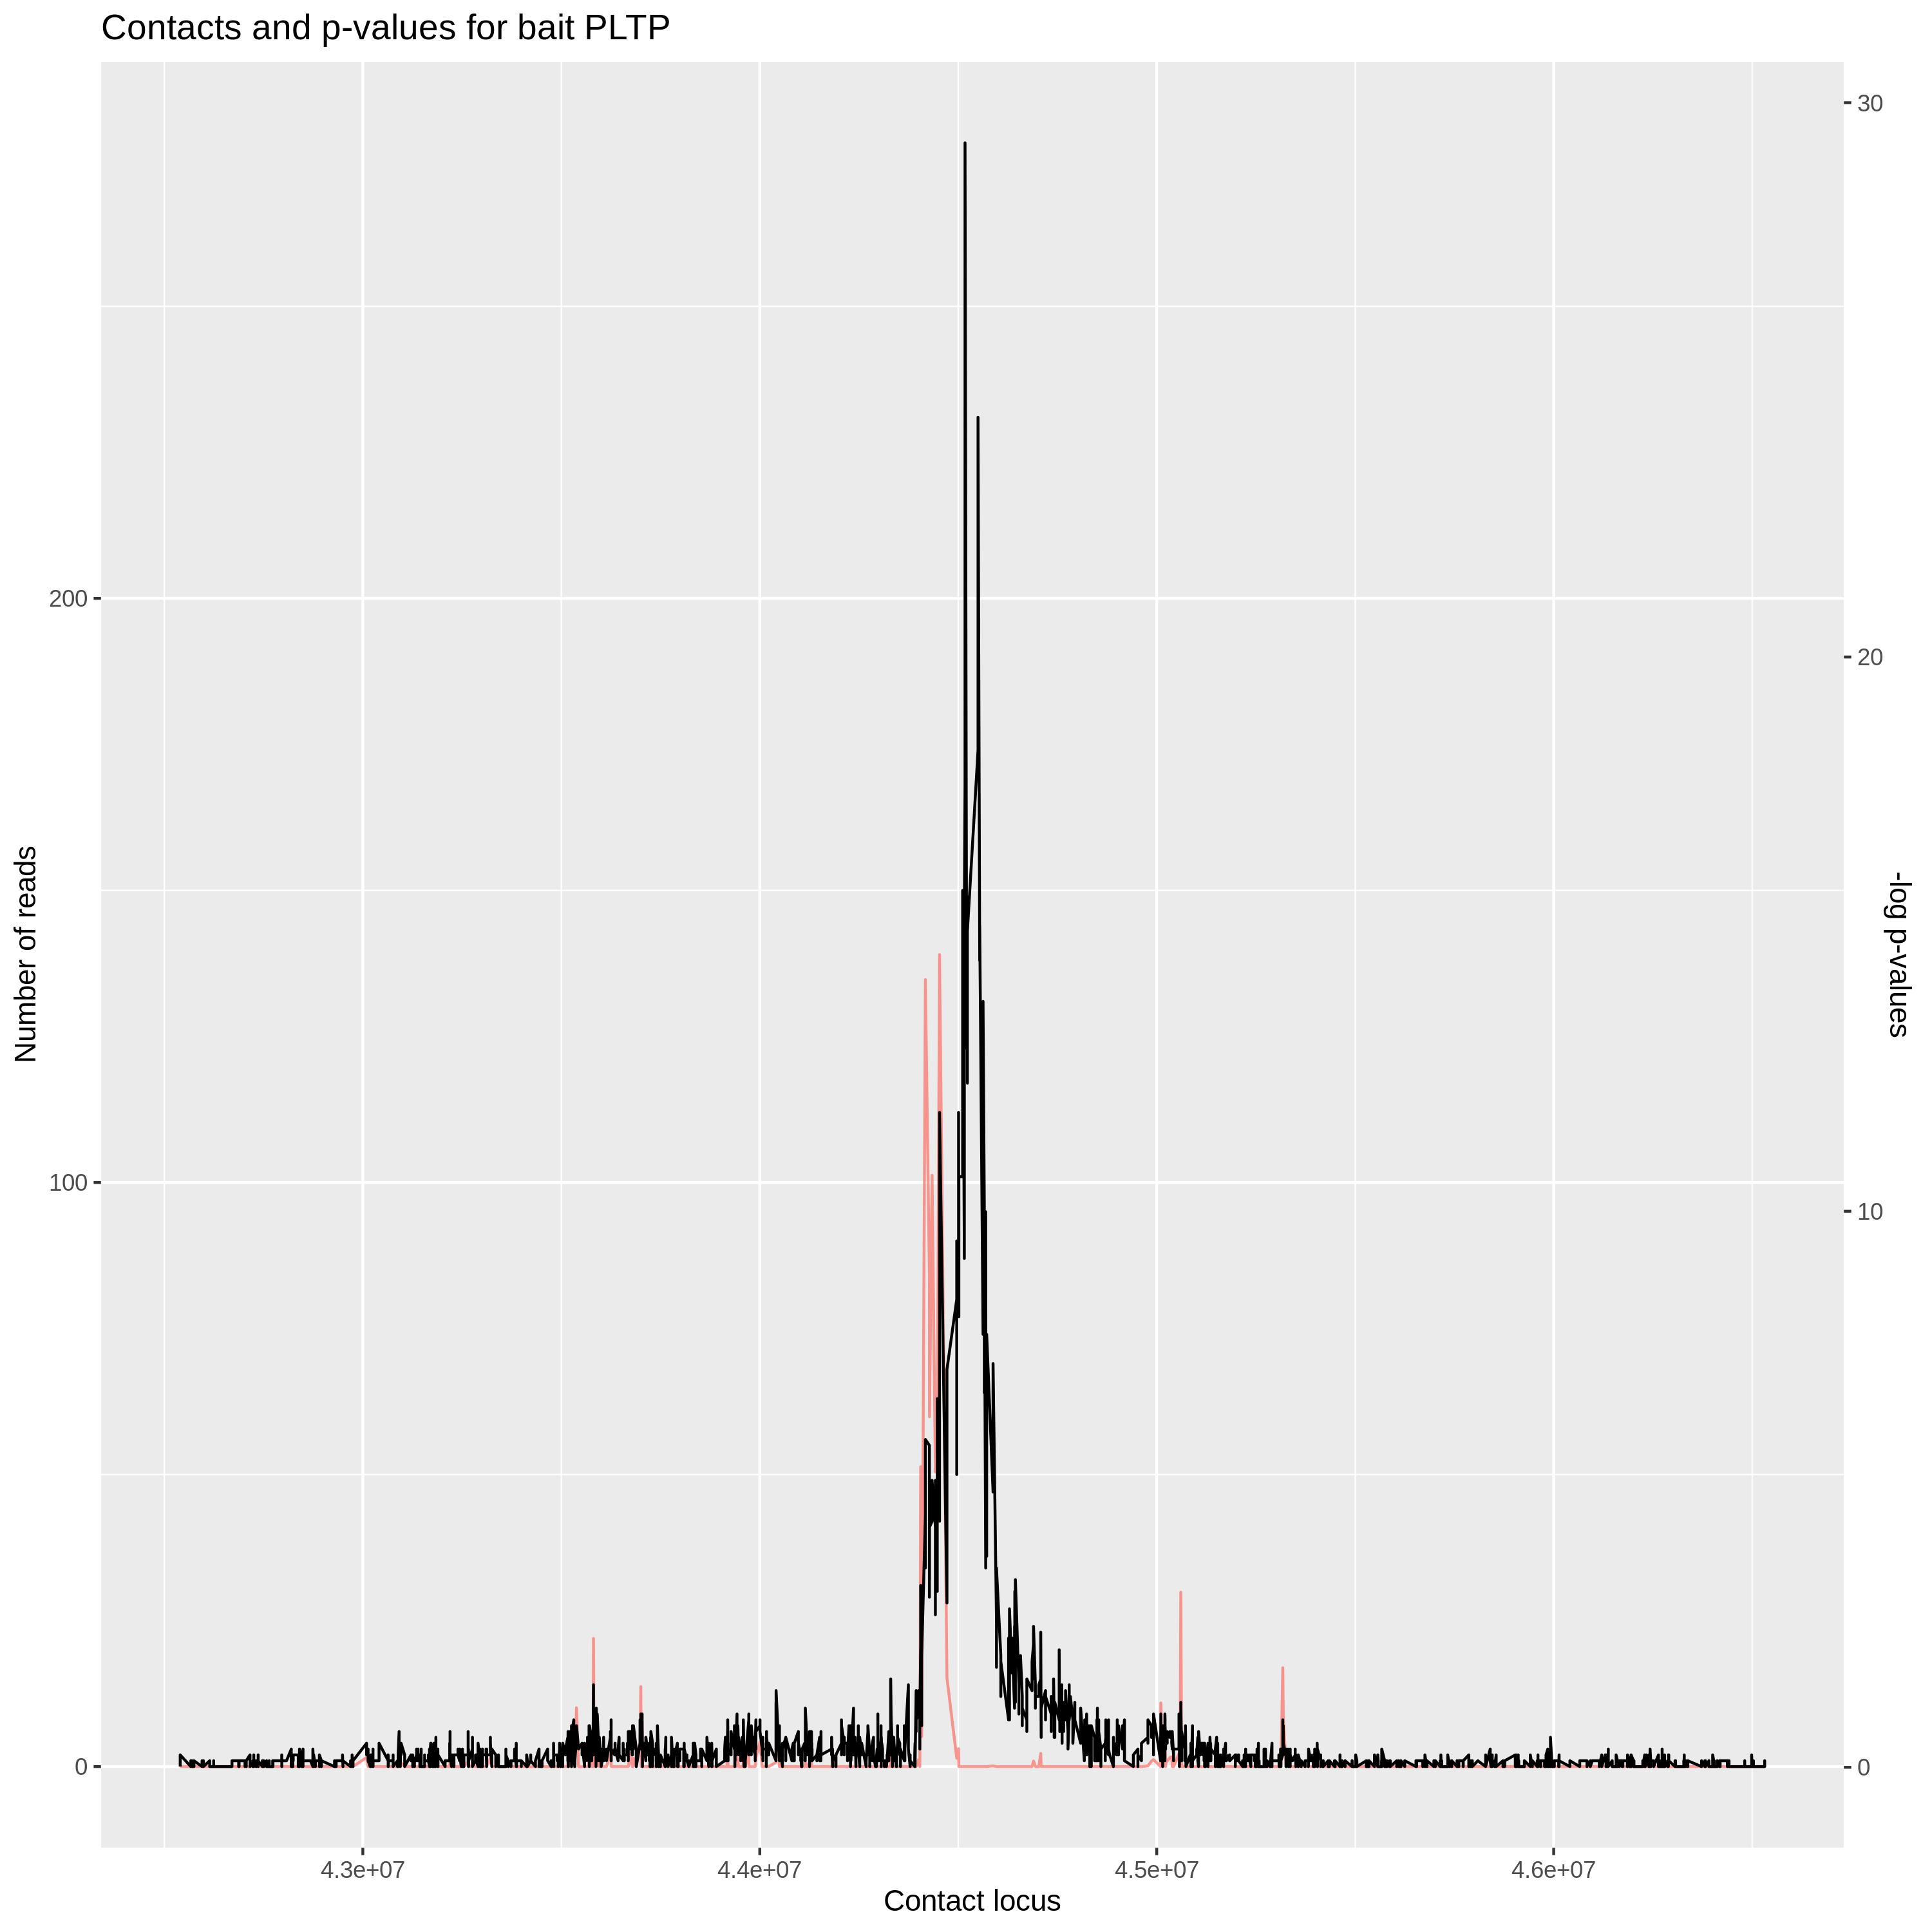 Contacts and p-values for bait PLTP
30
200
20
Number of reads
-log p-values
100
10
0
0
4.3e+07
4.4e+07
4.5e+07
4.6e+07
Contact locus